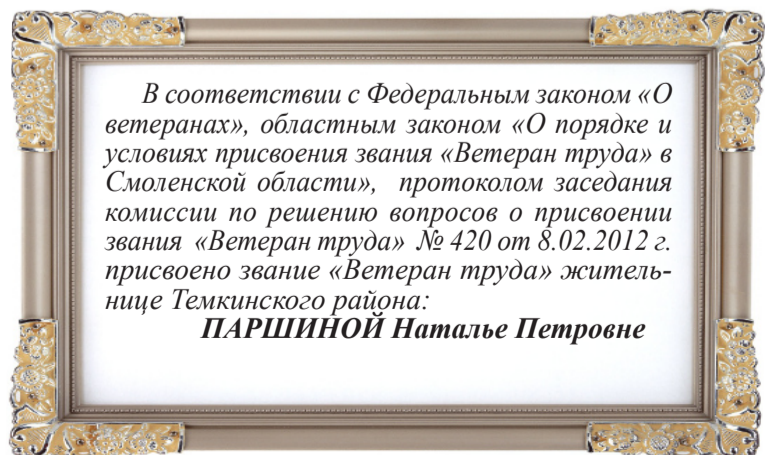 В соответствии с Федеральным законом «О
ветеранах», областным законом «О порядке и
условиях присвоения звания «Ветеран труда» в
Смоленской области», протоколом заседания
комиссии по решению вопросов о присвоении
звания «Ветеран труда» № 420 от 8.02.2012 г.
присвоено звание «Ветеран труда» житель-
нице Темкинского района:
ПАРШИНОЙ Наталье Петровне